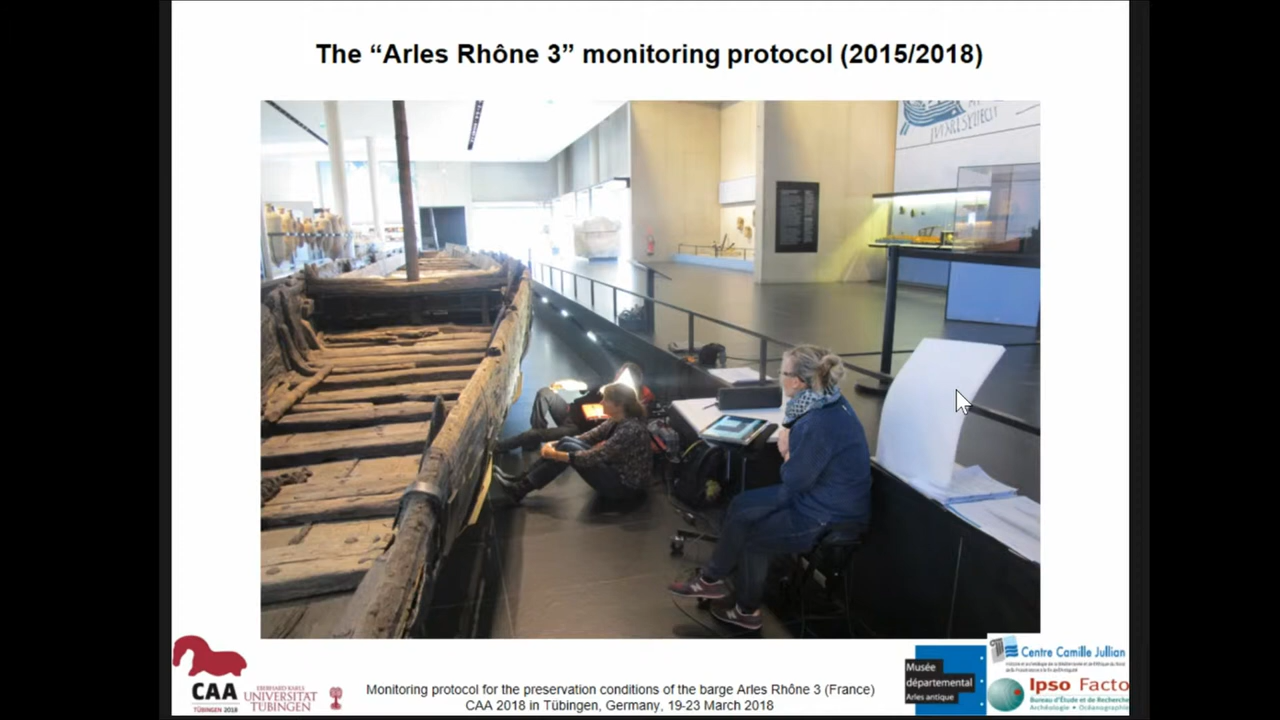 The “Arles Rhône 3” monitoring protocol (2015/2018)
CAA
TÜBINGEN 2018
EBERHARD KARLS
UNIVERSITÄT
TÜBINGEN
Monitoring protocol for the preservation conditions of the barge Arles Rhône 3 (France)
CAA 2018 in Tübingen, Germany, 19-23 March 2018
Musée
départemental
Arles antique
Centre Camille Jullian
Ipso Facto
Bureau d'Étude et de Recherche
Archéologie • Océanographie